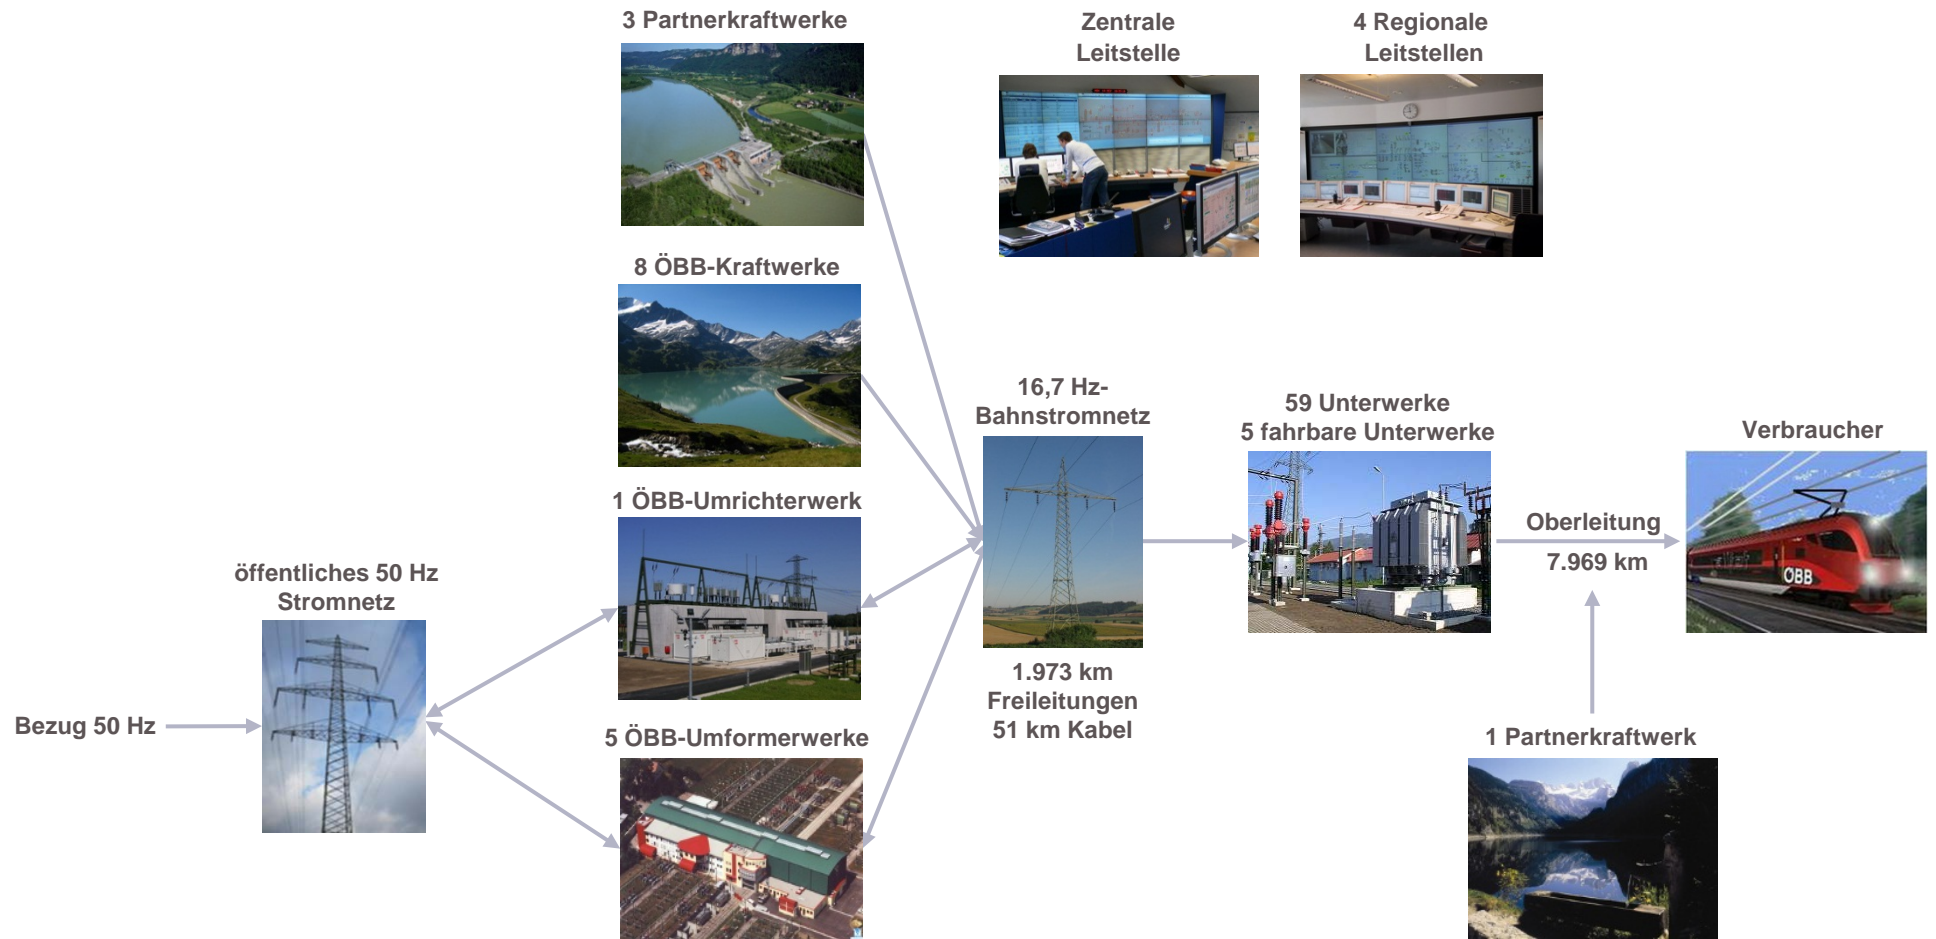 3 Partnerkraftwerke
Zentrale
Leitstelle
4 Regionale
Leitstellen
8 ÖBB-Kraftwerke
16,7 Hz-
Bahnstromnetz
59 Unterwerke
5 fahrbare Unterwerke
Verbraucher
1 ÖBB-Umrichterwerk
Oberleitung
7.969 km
ÖBB
öffentliches 50 Hz
Stromnetz
1.973 km
Freileitungen
51 km Kabel
Bezug 50 Hz
5 ÖBB-Umformerwerke
1 Partnerkraftwerk